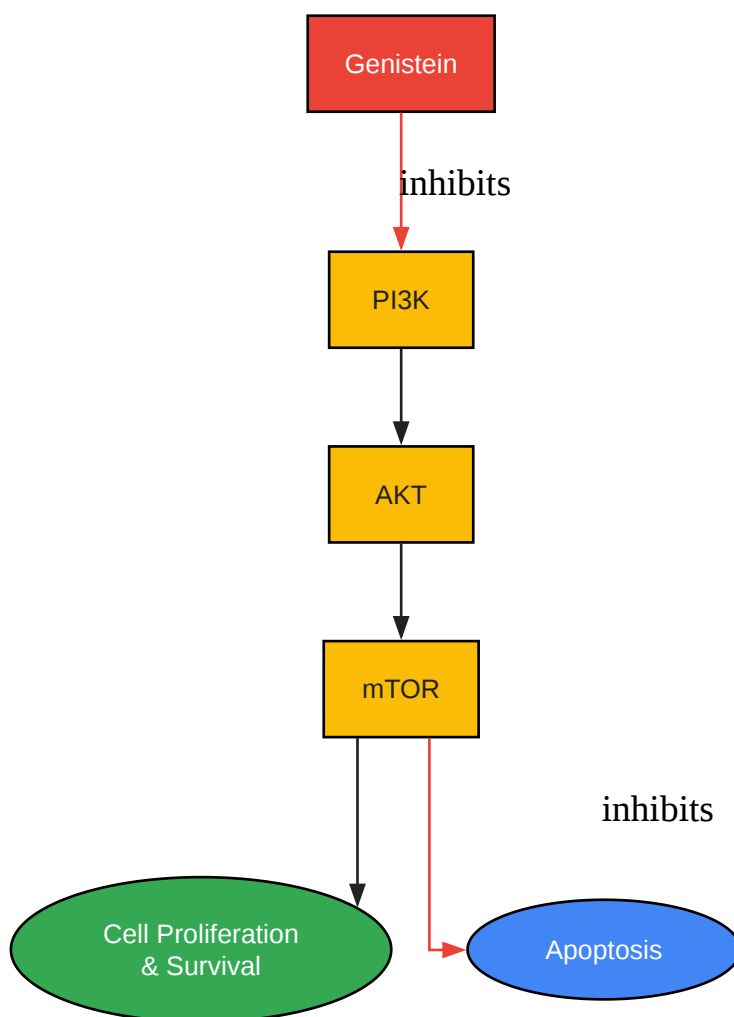 Genistein
inhibits
PI3K
AKT
mTOR
inhibits
Cell Proliferation
& Survival
Apoptosis